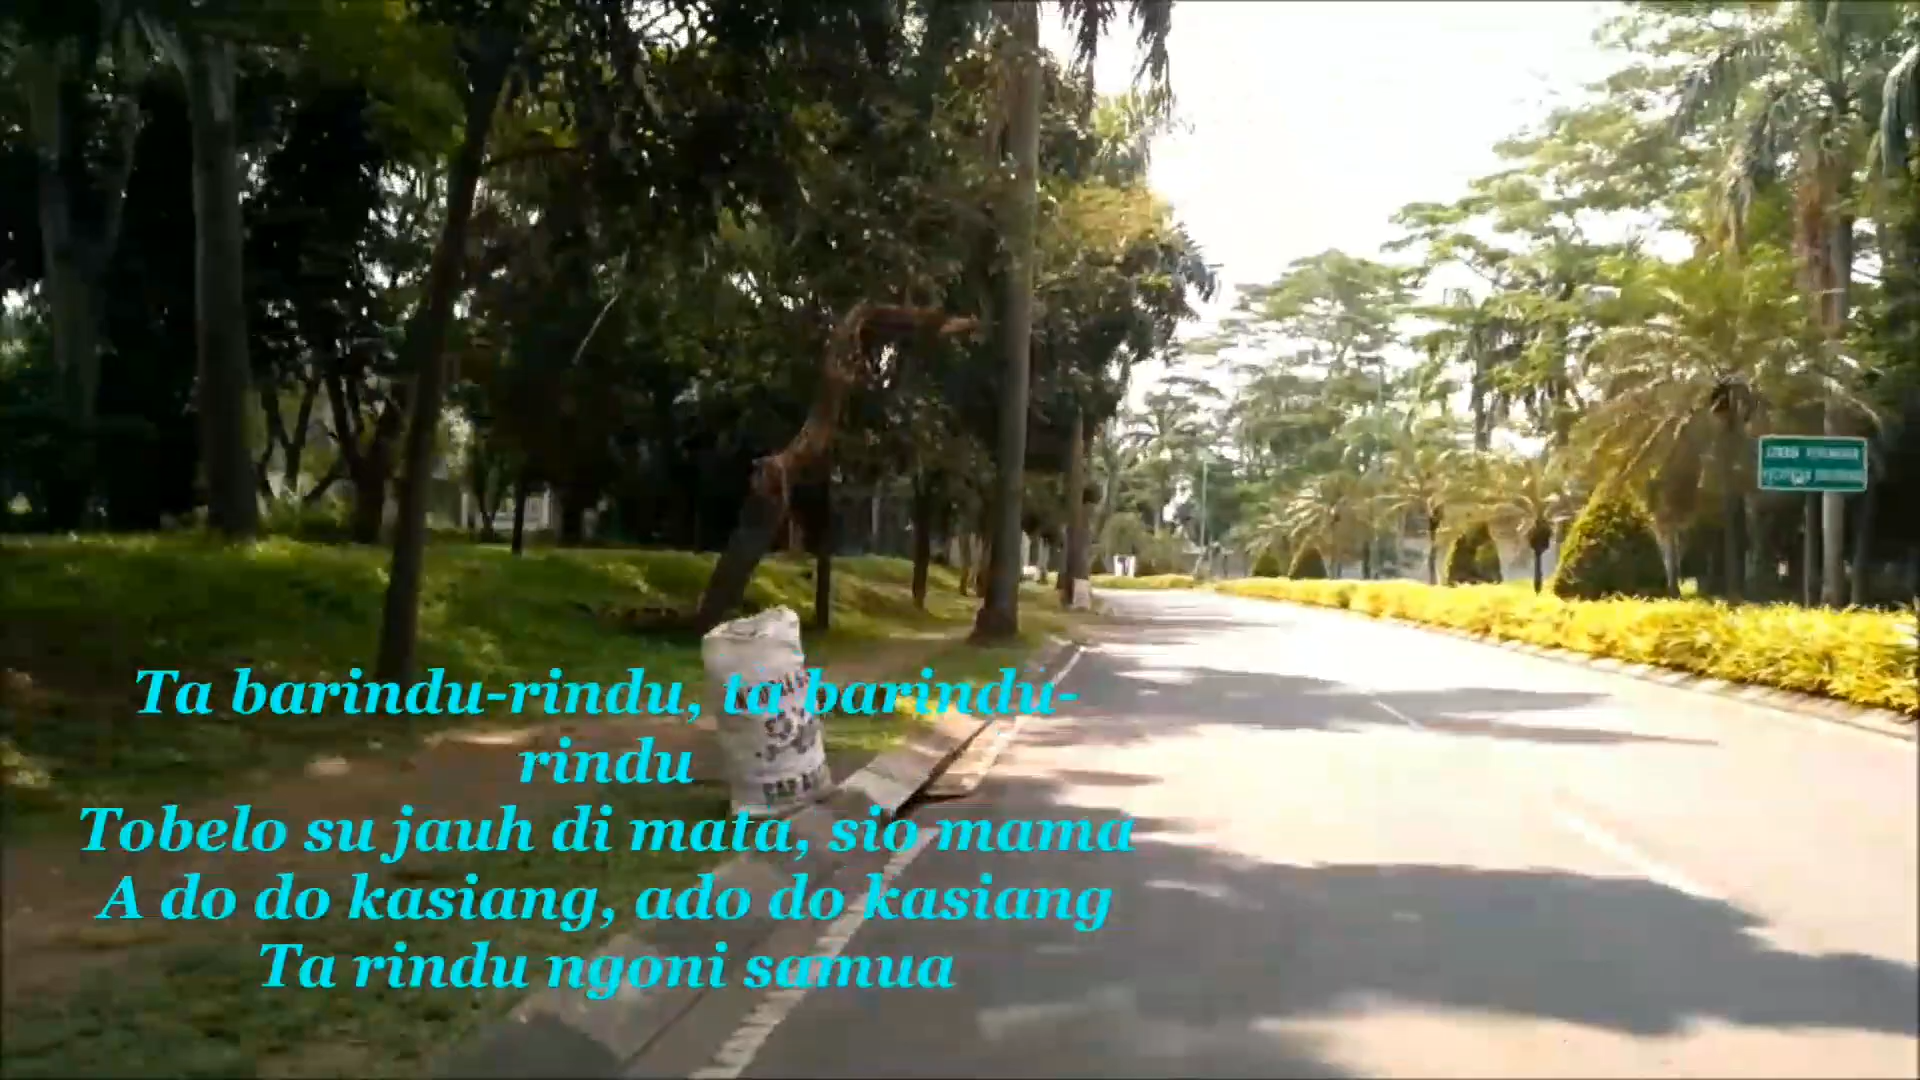 Ta barindu-rindu, ta barindu-
rindu
Tobelo su jauh di mata, sio mama
A do do kasiang, ado do kasiang
Ta rindu ngoni samua